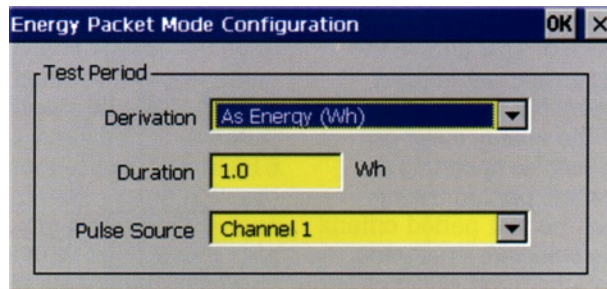 Energy Packet Mode Configuration OK ×
Test Period
Derivation As Energy (Wh)
Duration 1.0 Wh
Pulse Source Channel 1